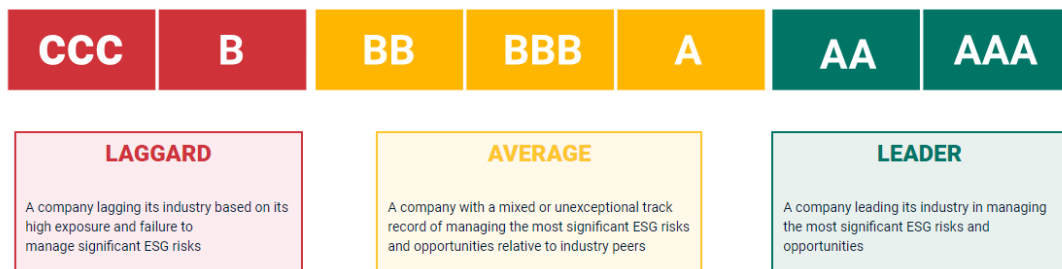 CCC B BB BBB A AA AAA
LAGGARD
A company lagging its industry based on its
high exposure and failure to
manage significant ESG risks
AVERAGE
A company with a mixed or unexceptional track
record of managing the most significant ESG risks
and opportunities relative to industry peers
LEADER
A company leading its industry in managing
the most significant ESG risks and
opportunities